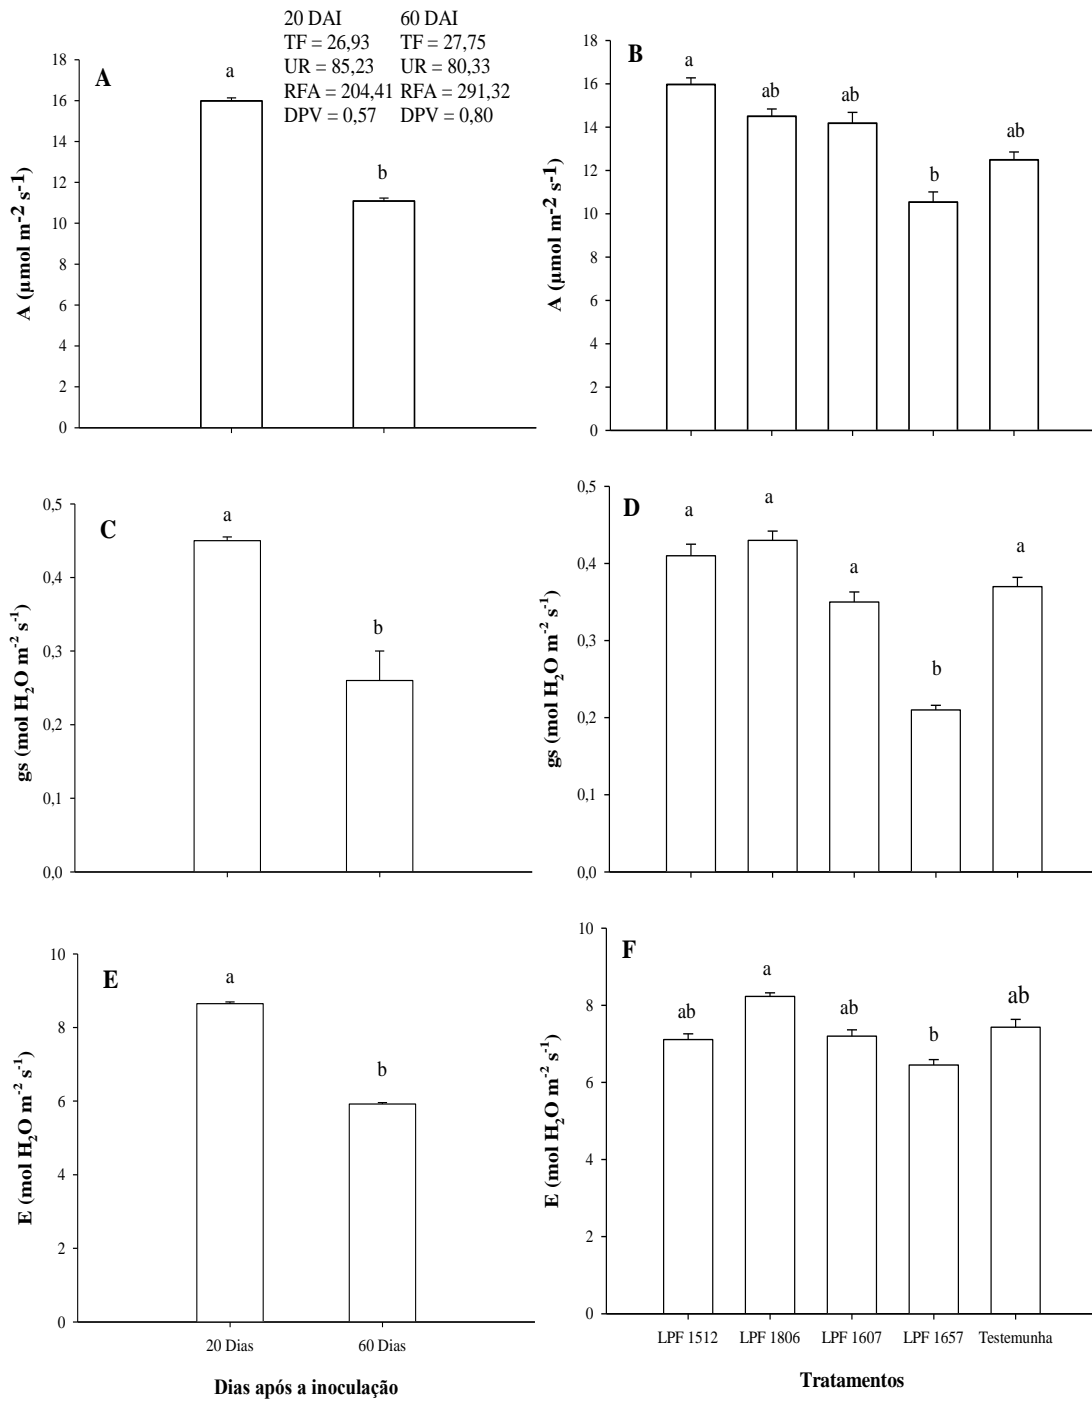 20 DAI 60 DAI
TF = 26,93 TF = 27,75
UR = 85,23 UR = 80,33
RFA = 204,41 RFA = 291,32
DPV = 0,57 DPV = 0,80
A
18
16
14
12
10
8
6
4
2
0
A (µmol m⁻² s⁻¹)
a
b
B
18
16
14
12
10
8
6
4
2
0
A (µmol m⁻² s⁻¹)
a
ab
ab
b
ab
C
0,5
0,4
0,3
0,2
0,1
0,0
gs (mol H₂O m⁻² s⁻¹)
a
b
D
0,5
0,4
0,3
0,2
0,1
0,0
gs (mol H₂O m⁻² s⁻¹)
a
a
a
b
a
E
10
8
6
4
2
0
E (mol H₂O m⁻² s⁻¹)
a
b
20 Dias 60 Dias
Dias após a inoculação
F
10
8
6
4
2
0
E (mol H₂O m⁻² s⁻¹)
ab
a
ab
b
ab
LPF 1512 LPF 1806 LPF 1607 LPF 1657 Testemunha
Tratamentos